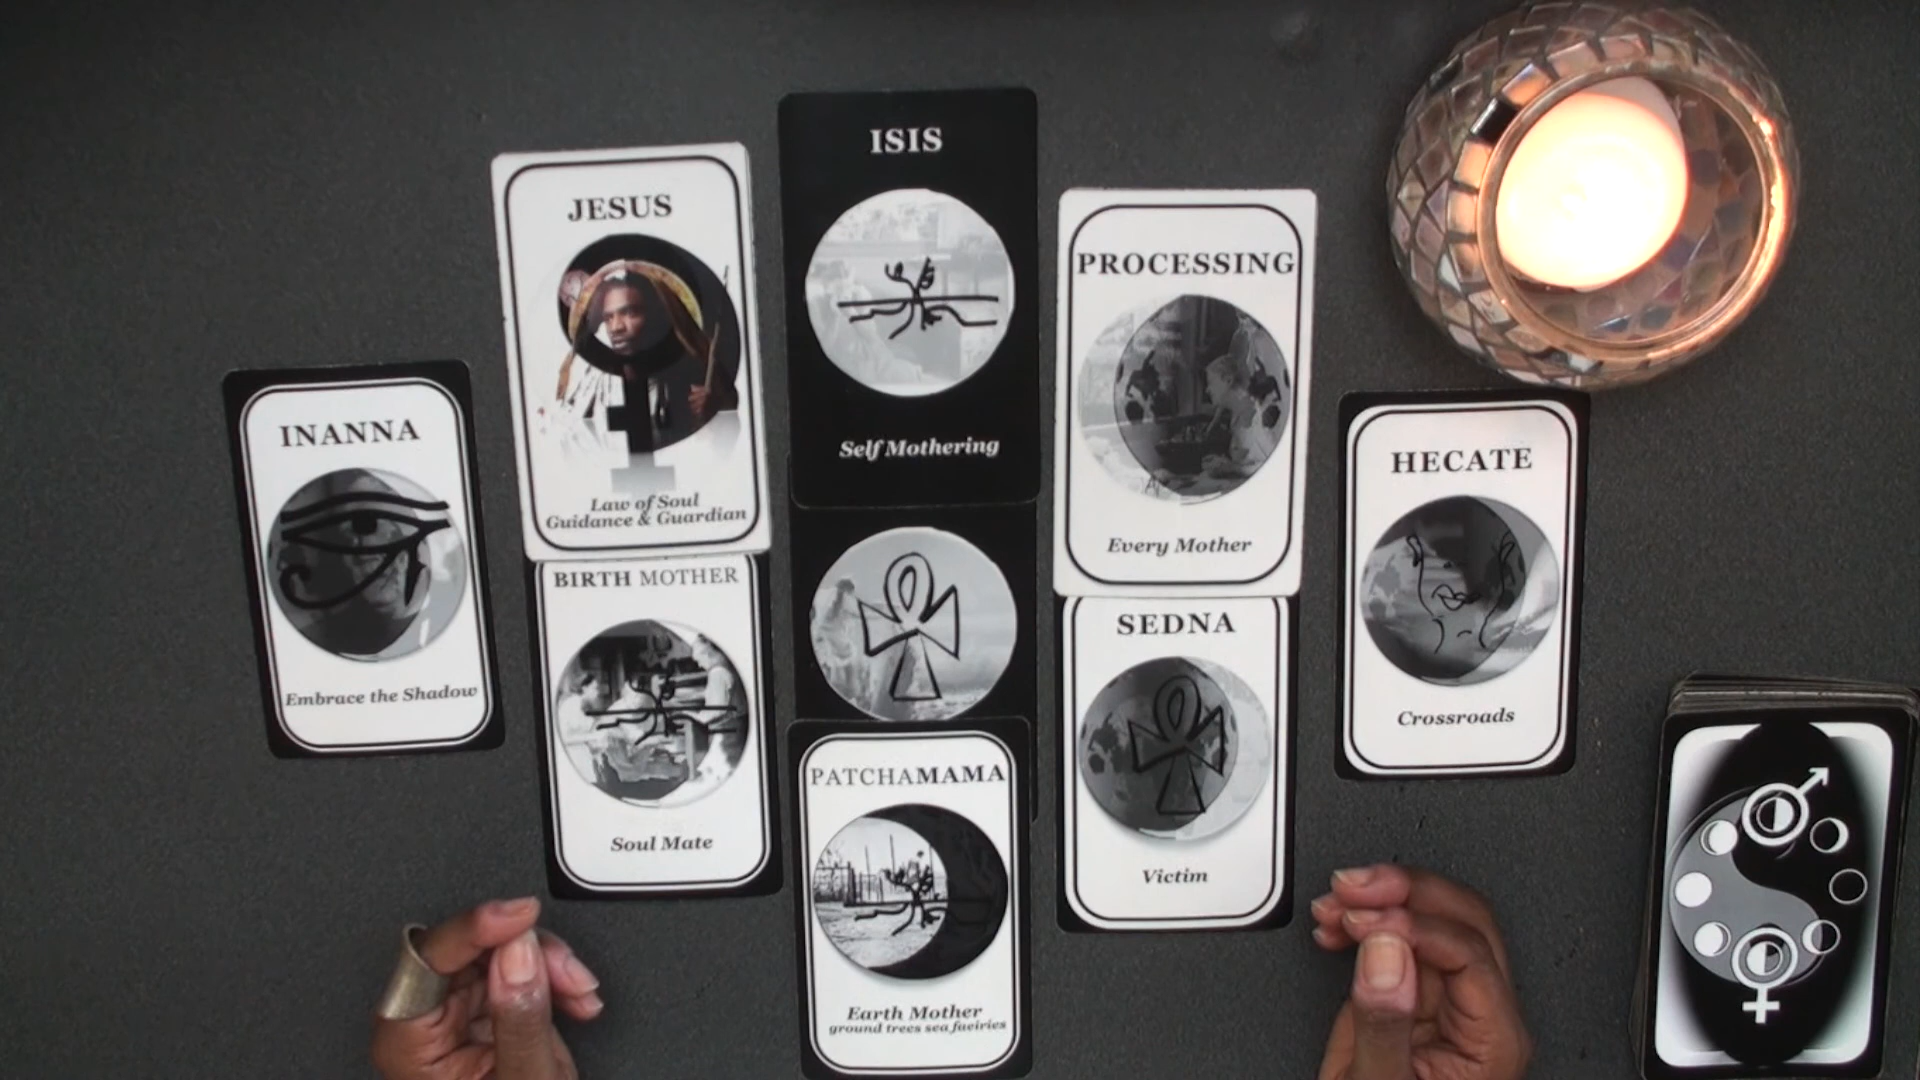 ISIS
Self Mothering
JESUS
Law of Soul
Guidance & Guardian
PROCESSING
Every Mother
INANNA
Embrace the Shadow
HECATE
Crossroads
BIRTH MOTHER
Soul Mate
SEDNA
Victim
PATCHAMAMA
Earth Mother
ground trees sea faeiries